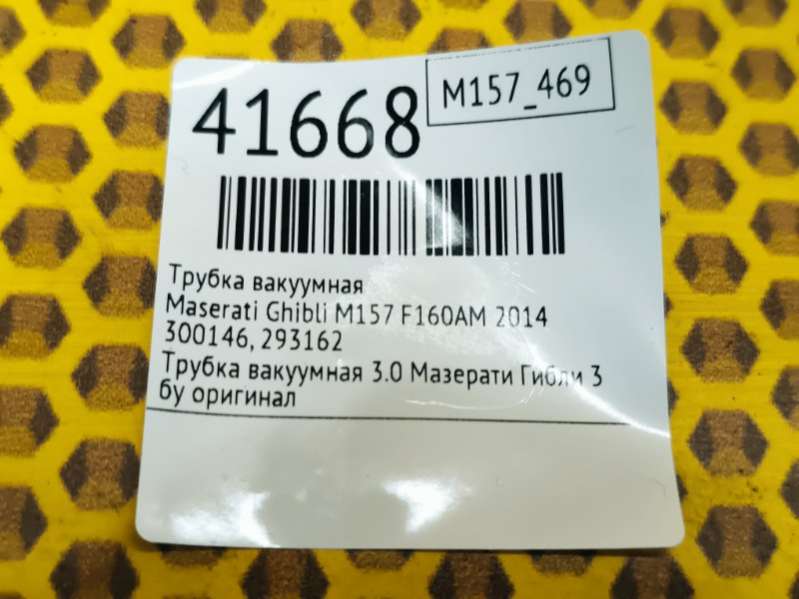 41668
M157_469
Трубка вакуумная
Maserati Ghibli M157 F160AM 2014
300146, 293162
Трубка вакуумная 3.0 Мазерати Гибли 3
бу оригинал